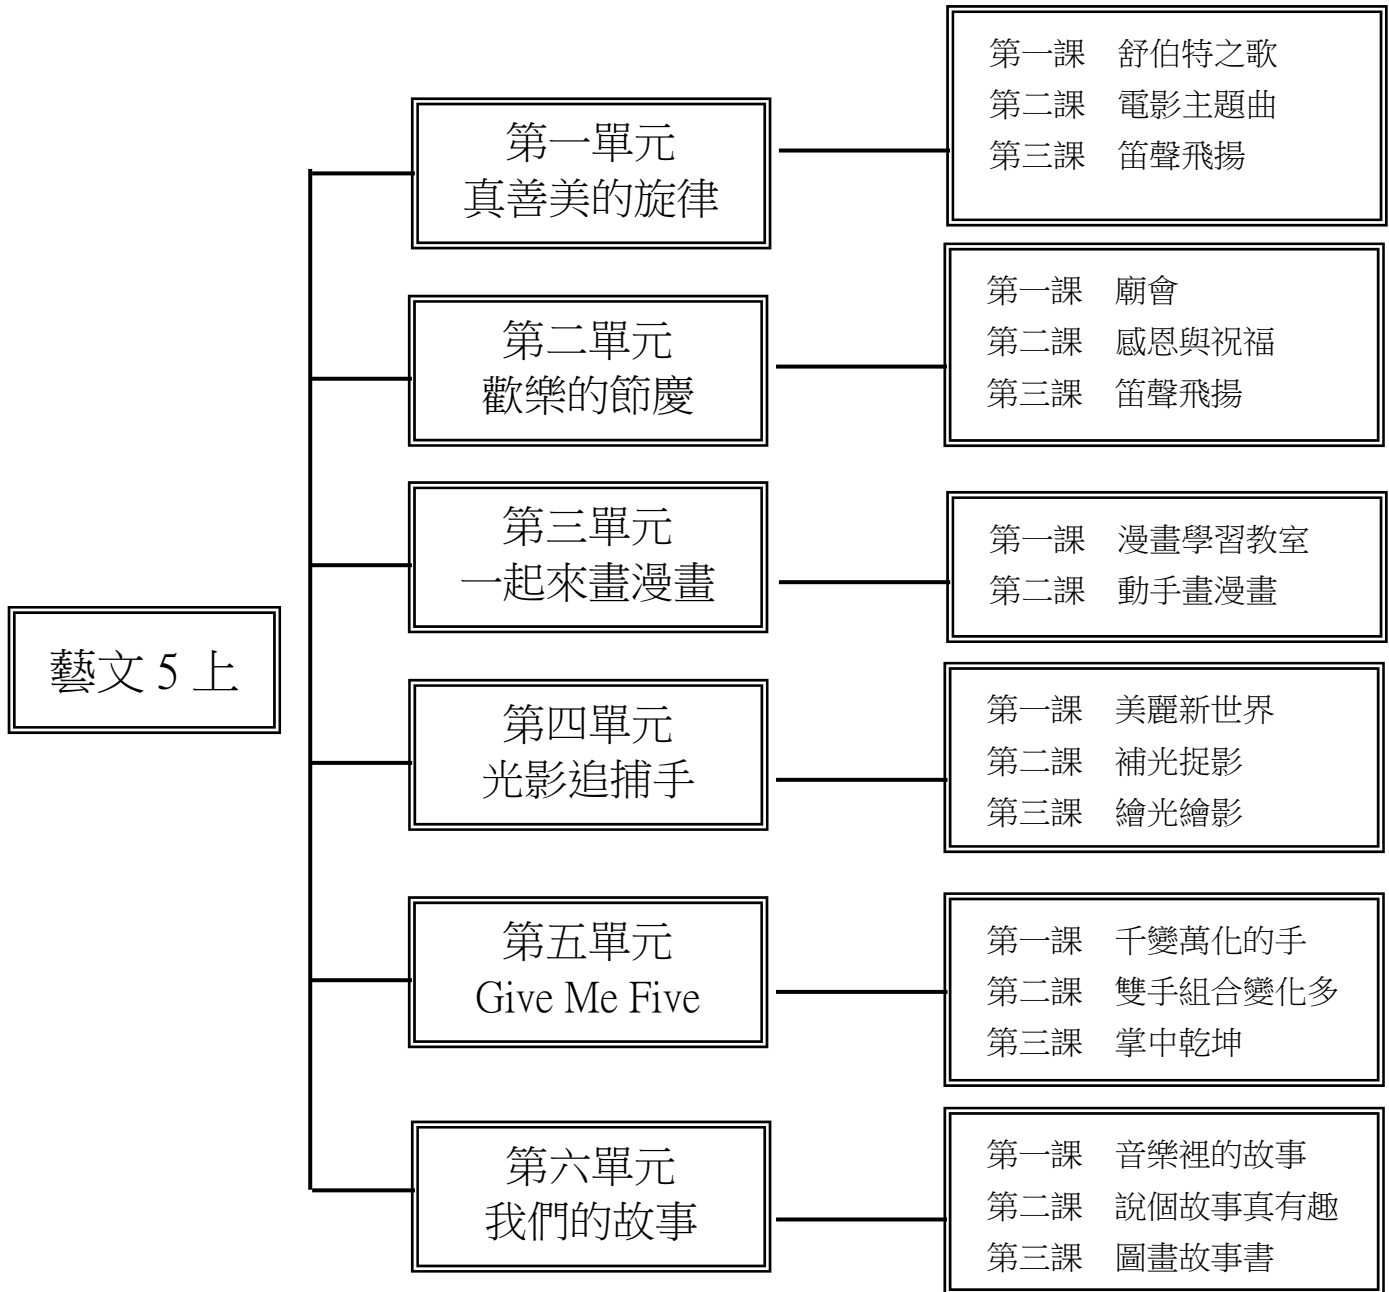 藝文 5 上
第一單元
真善美的旋律
第一課 舒伯特之歌
第二課 電影主題曲
第三課 笛聲飛揚
第二單元
歡樂的節慶
第一課 廟會
第二課 感恩與祝福
第三課 笛聲飛揚
第三單元
一起來畫漫畫
第一課 漫畫學習教室
第二課 動手畫漫畫
第四單元
光影追捕手
第一課 美麗新世界
第二課 補光捉影
第三課 繪光繪影
第五單元
Give Me Five
第一課 千變萬化的手
第二課 雙手組合變化多
第三課 掌中乾坤
第六單元
我們的故事
第一課 音樂裡的故事
第二課 說個故事真有趣
第三課 圖畫故事書